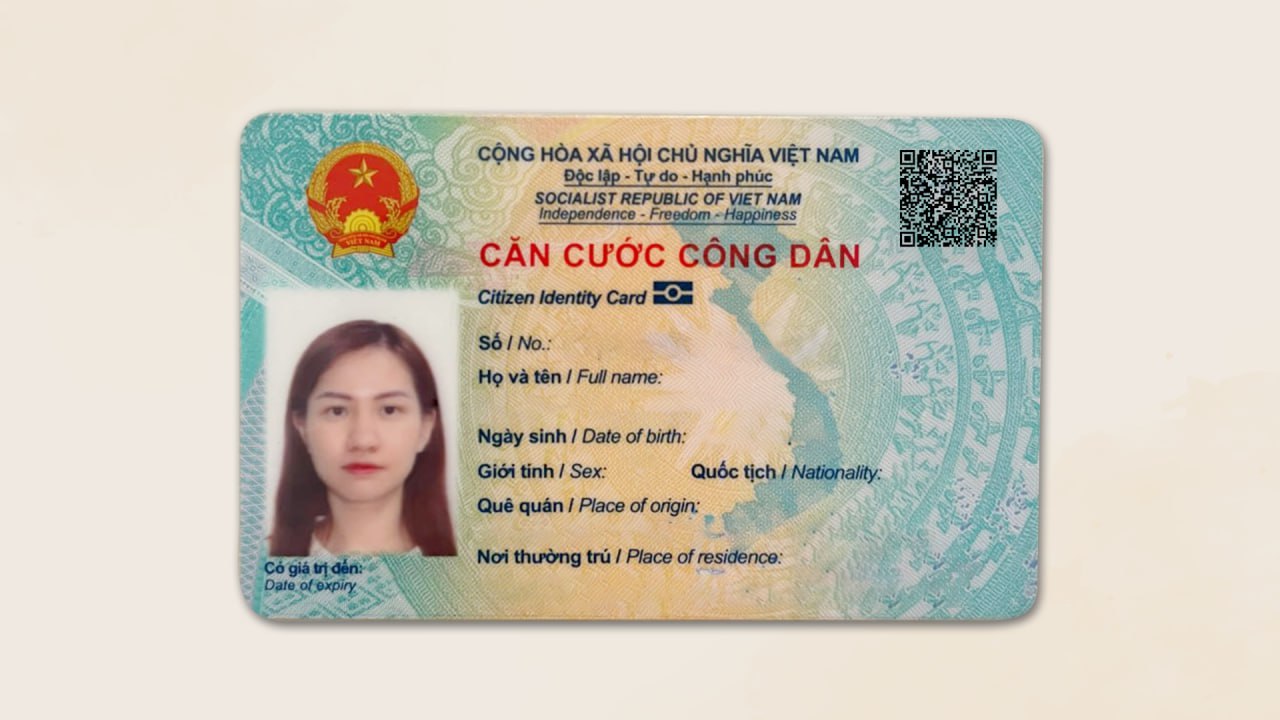 CỘNG HÒA XÃ HỘI CHỦ NGHĨA VIỆT NAM
Độc lập - Tự do - Hạnh phúc
SOCIALIST REPUBLIC OF VIET NAM
Independence - Freedom - Happiness
CĂN CƯỚC CÔNG DÂN
Citizen Identity Card
VIỆT NAM
Số / No.:
Họ và tên / Full name:
Ngày sinh / Date of birth:
Giới tính / Sex: Quốc tịch / Nationality:
Quê quán / Place of origin:
Nơi thường trú / Place of residence:
Có giá trị đến:
Date of expiry